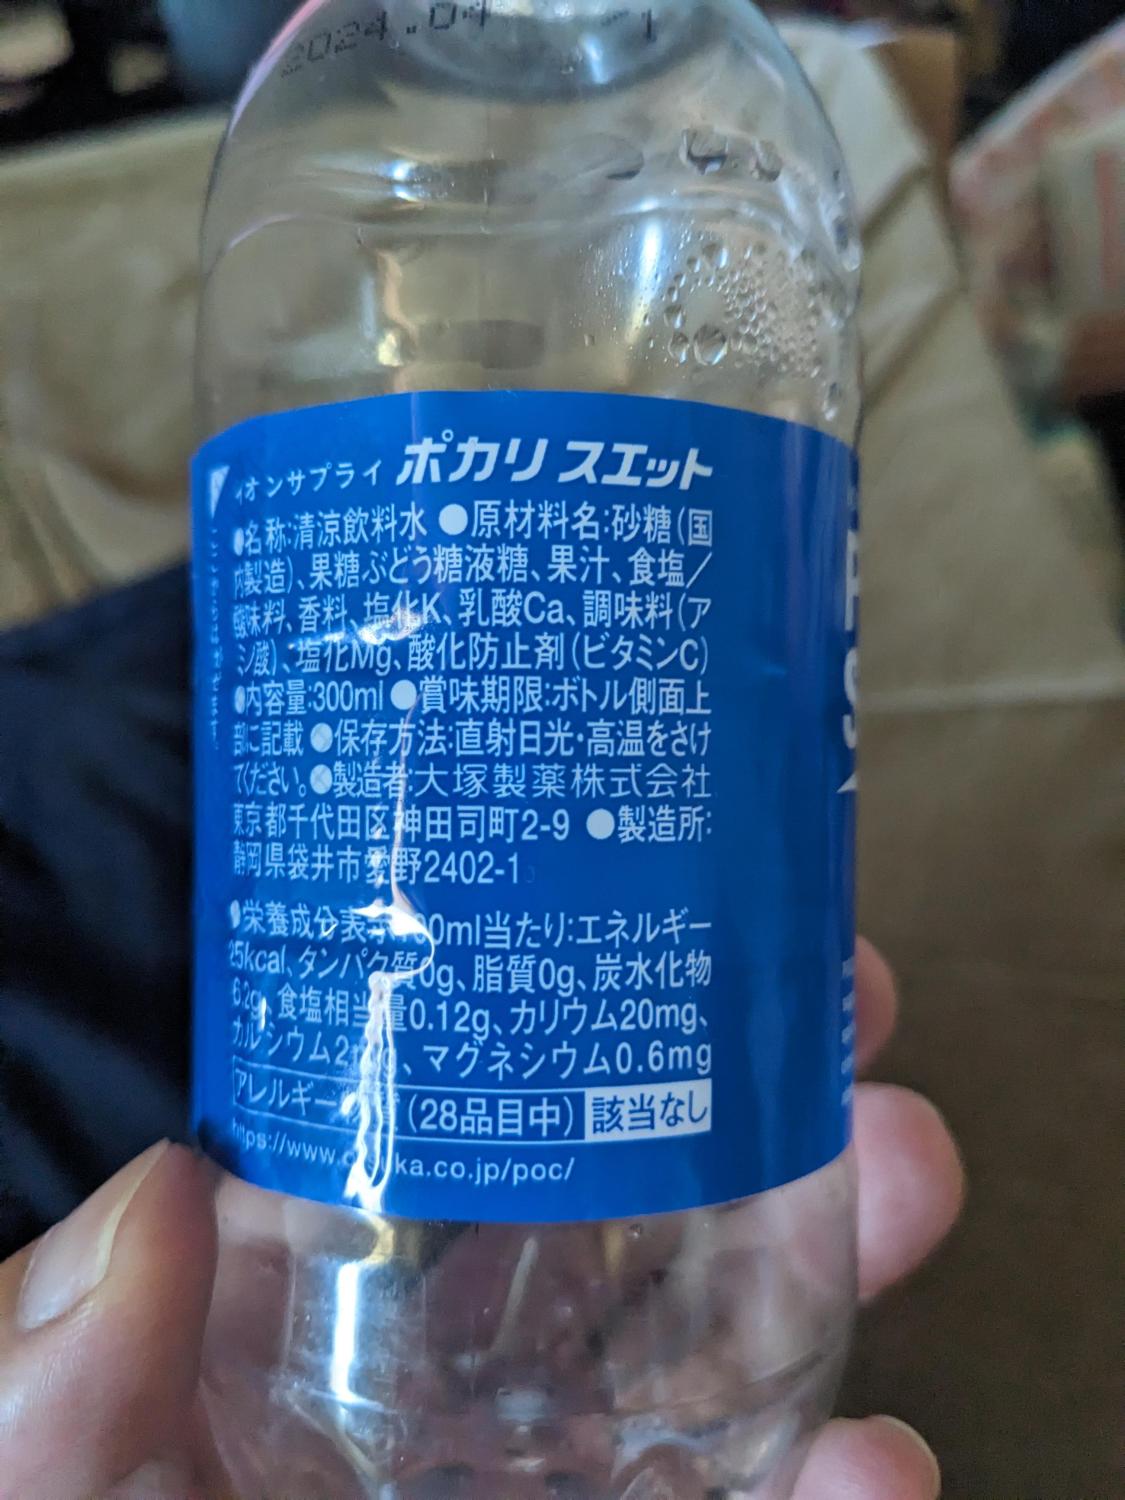 2024.04
イオンサプライ ポカリスエット
●名称:清涼飲料水 ●原材料名:砂糖(国
内製造)、果糖ぶどう糖液糖、果汁、食塩/
酸味料、香料、塩化K、乳酸Ca、調味料(ア
ミノ酸)、塩化Mg、酸化防止剤(ビタミンC)
●内容量:300ml ●賞味期限:ボトル側面上
部に記載 ●保存方法:直射日光・高温をさけ
てください。●製造者:大塚製薬株式会社
東京都千代田区神田司町2-9 ●製造所:
静岡県袋井市愛野2402-1
●栄養成分表示 00ml当たり:エネルギー
25kcal、タンパク質0g、脂質0g、炭水化物
6.2g、食塩相当量0.12g、カリウム20mg、
カルシウム 、マグネシウム0.6mg
アレルギー (28品目中) 該当なし
ka.co.jp/poc/